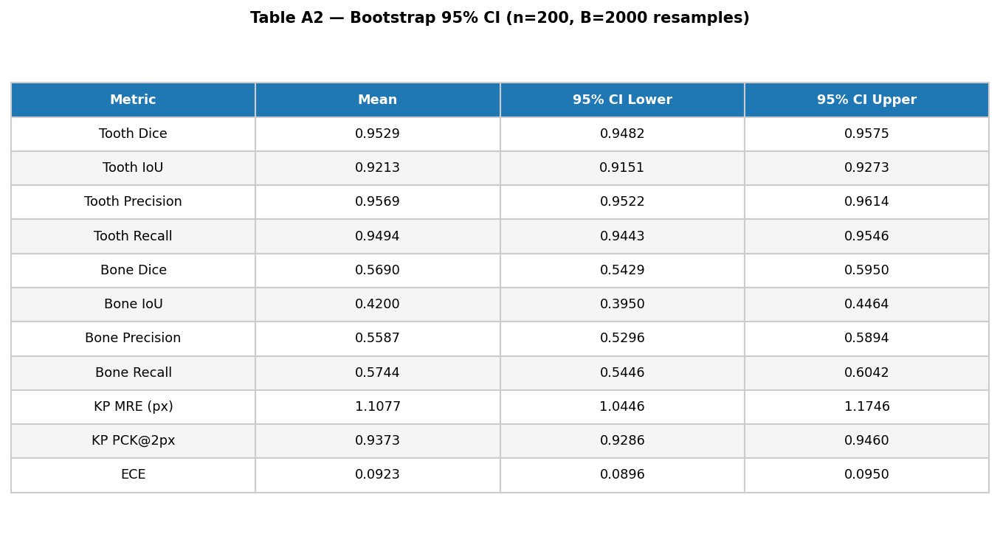 Table A2 — Bootstrap 95% CI (n=200, B=2000 resamples)
Metric Mean 95% CI Lower 95% CI Upper
Tooth Dice 0.9529 0.9482 0.9575
Tooth IoU 0.9213 0.9151 0.9273
Tooth Precision 0.9569 0.9522 0.9614
Tooth Recall 0.9494 0.9443 0.9546
Bone Dice 0.5690 0.5429 0.5950
Bone IoU 0.4200 0.3950 0.4464
Bone Precision 0.5587 0.5296 0.5894
Bone Recall 0.5744 0.5446 0.6042
KP MRE (px) 1.1077 1.0446 1.1746
KP PCK@2px 0.9373 0.9286 0.9460
ECE 0.0923 0.0896 0.0950